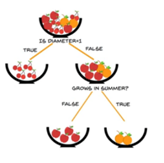 IS DIAMETER>1
TRUE
FALSE
GROWS IN SUMMER?
FALSE
TRUE